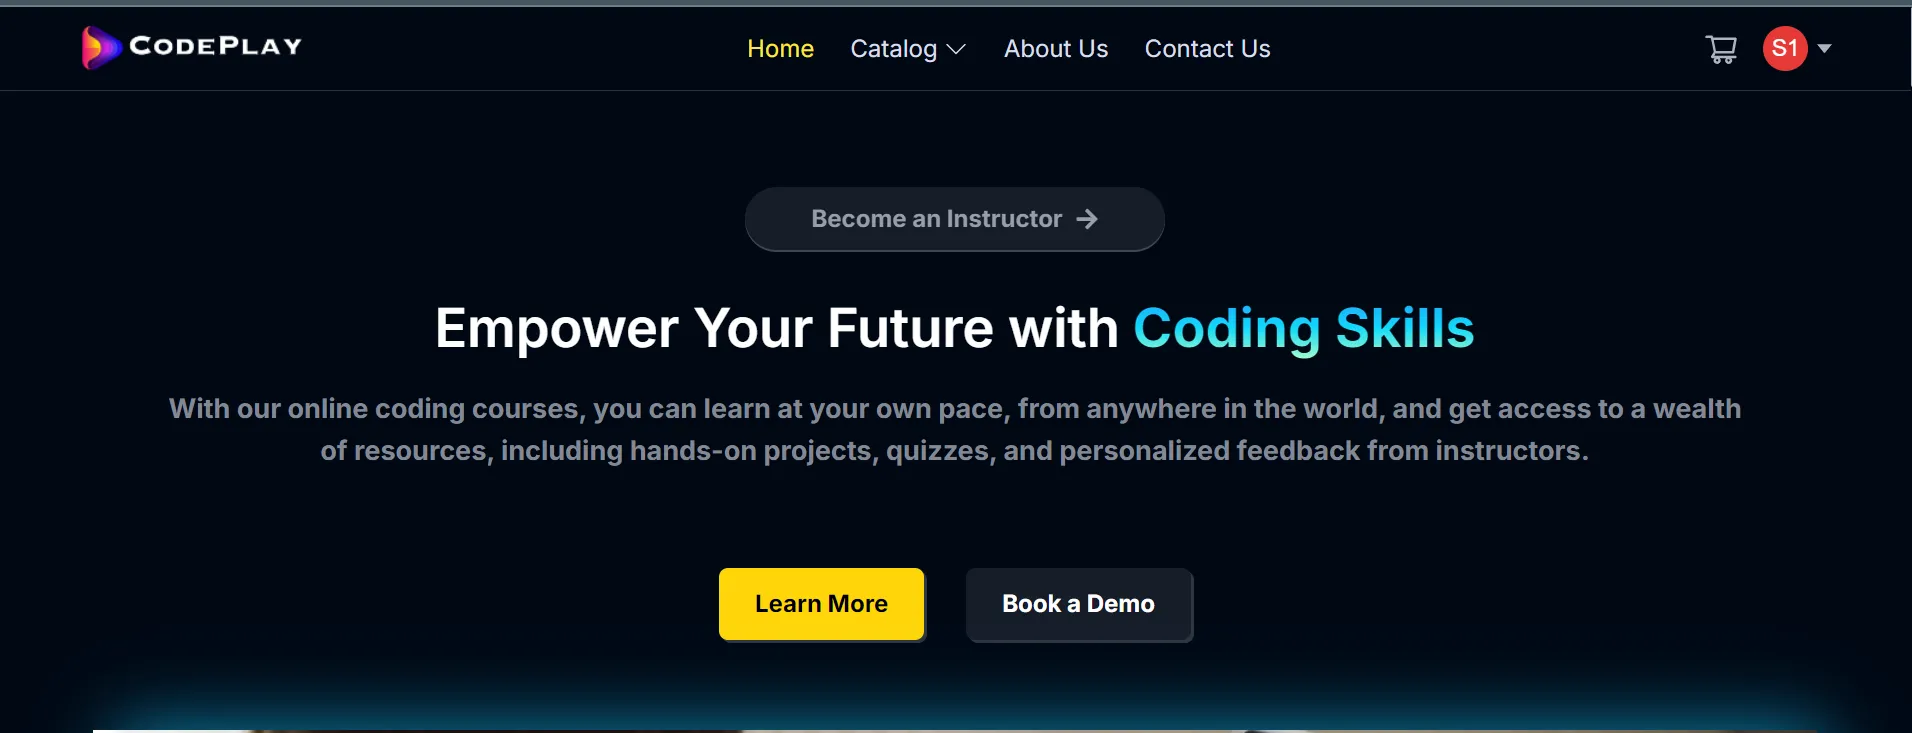 CODEPLAY
Home Catalog About Us Contact Us
S1
Become an Instructor →
Empower Your Future with Coding Skills
With our online coding courses, you can learn at your own pace, from anywhere in the world, and get access to a wealth
of resources, including hands-on projects, quizzes, and personalized feedback from instructors.
Learn More
Book a Demo